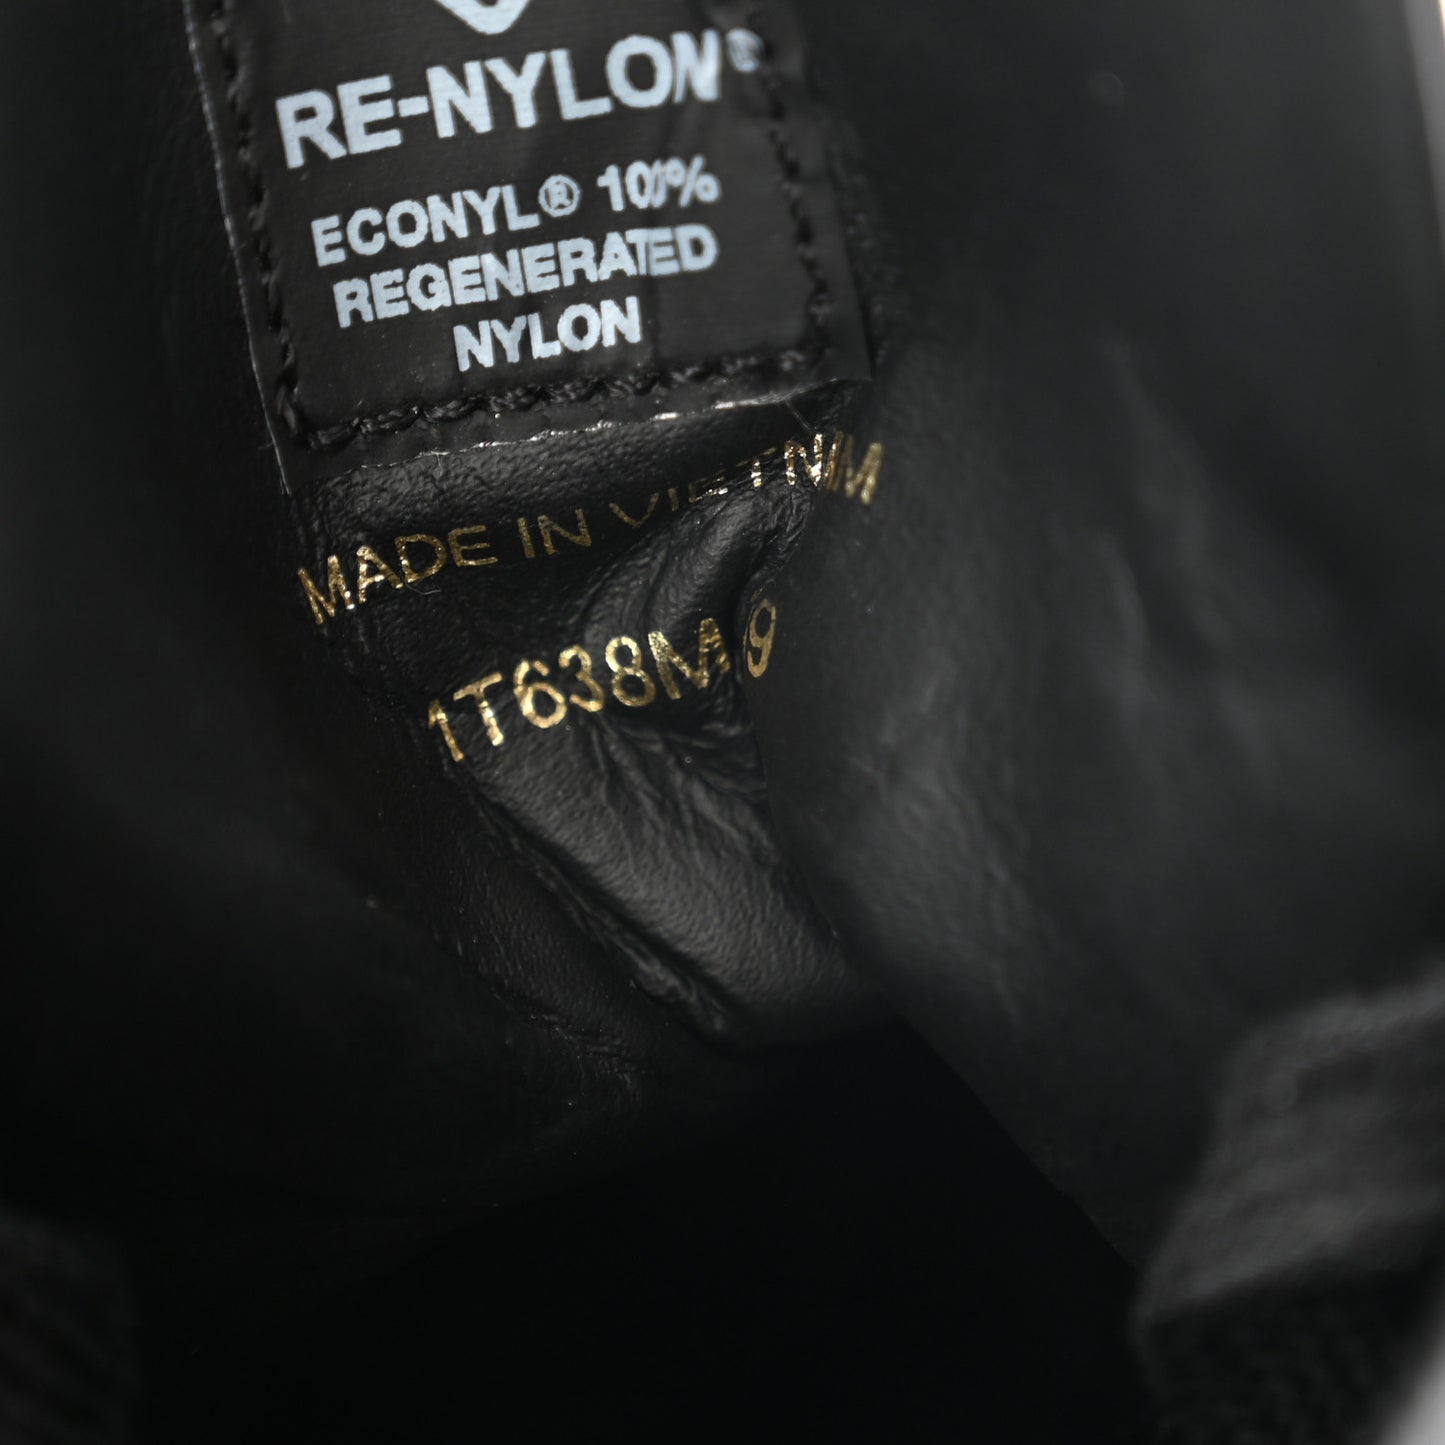 RE-NYLON®
ECONYL® 100%
REGENERATED
NYLON
MADE IN VIETNAM
1T638M